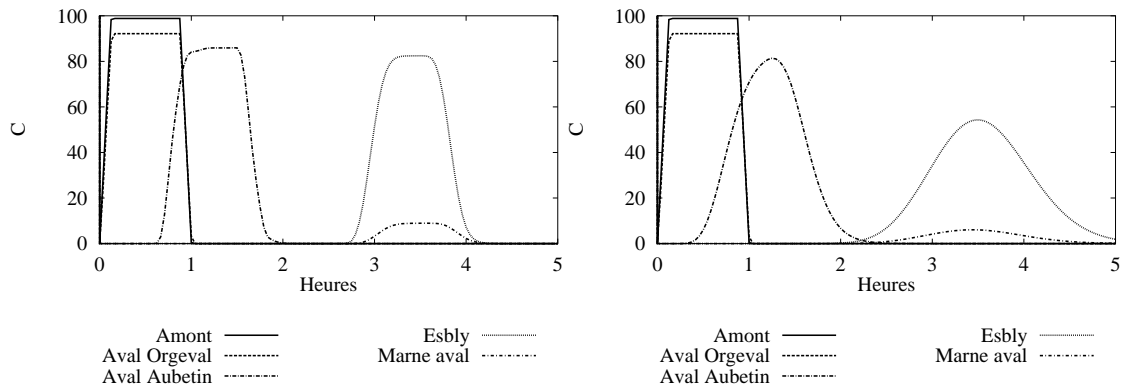 100
80
60
40
20
0
C
0 1 2 3 4 5
Heures
Amont
Aval Orgeval
Aval Aubetin
Esbly
Marne aval
100
80
60
40
20
0
C
0 1 2 3 4 5
Heures
Amont
Aval Orgeval
Aval Aubetin
Esbly
Marne aval